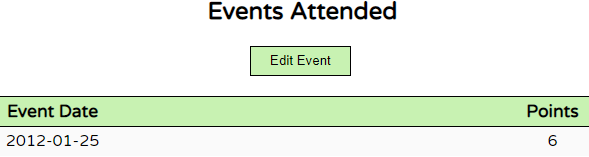 Events Attended
Edit Event
Event Date Points
2012-01-25 6